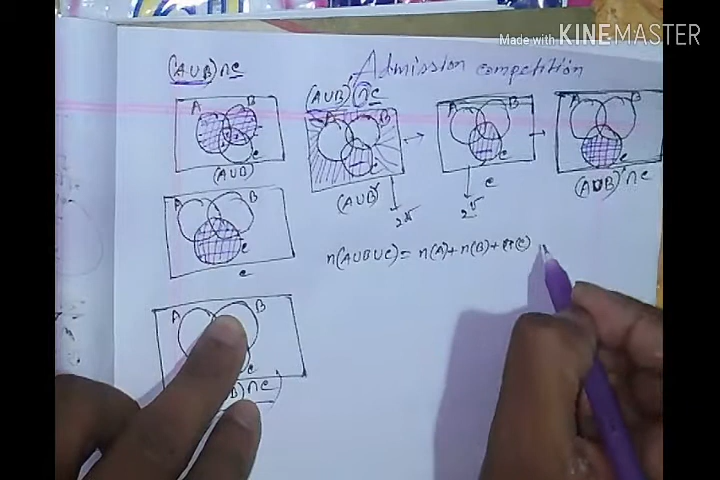 Made with KINEMASTER
(A∪B)∩C
Admission competition
(A∪B)'∩C
A B C
(A∪B)
A B C
(A∪B)'
A B C
C
A B C
(A∪B)'∩C
A B C
C
n(A∪B∪C) = n(A) + n(B) + n(C)
A B C
B)∩C